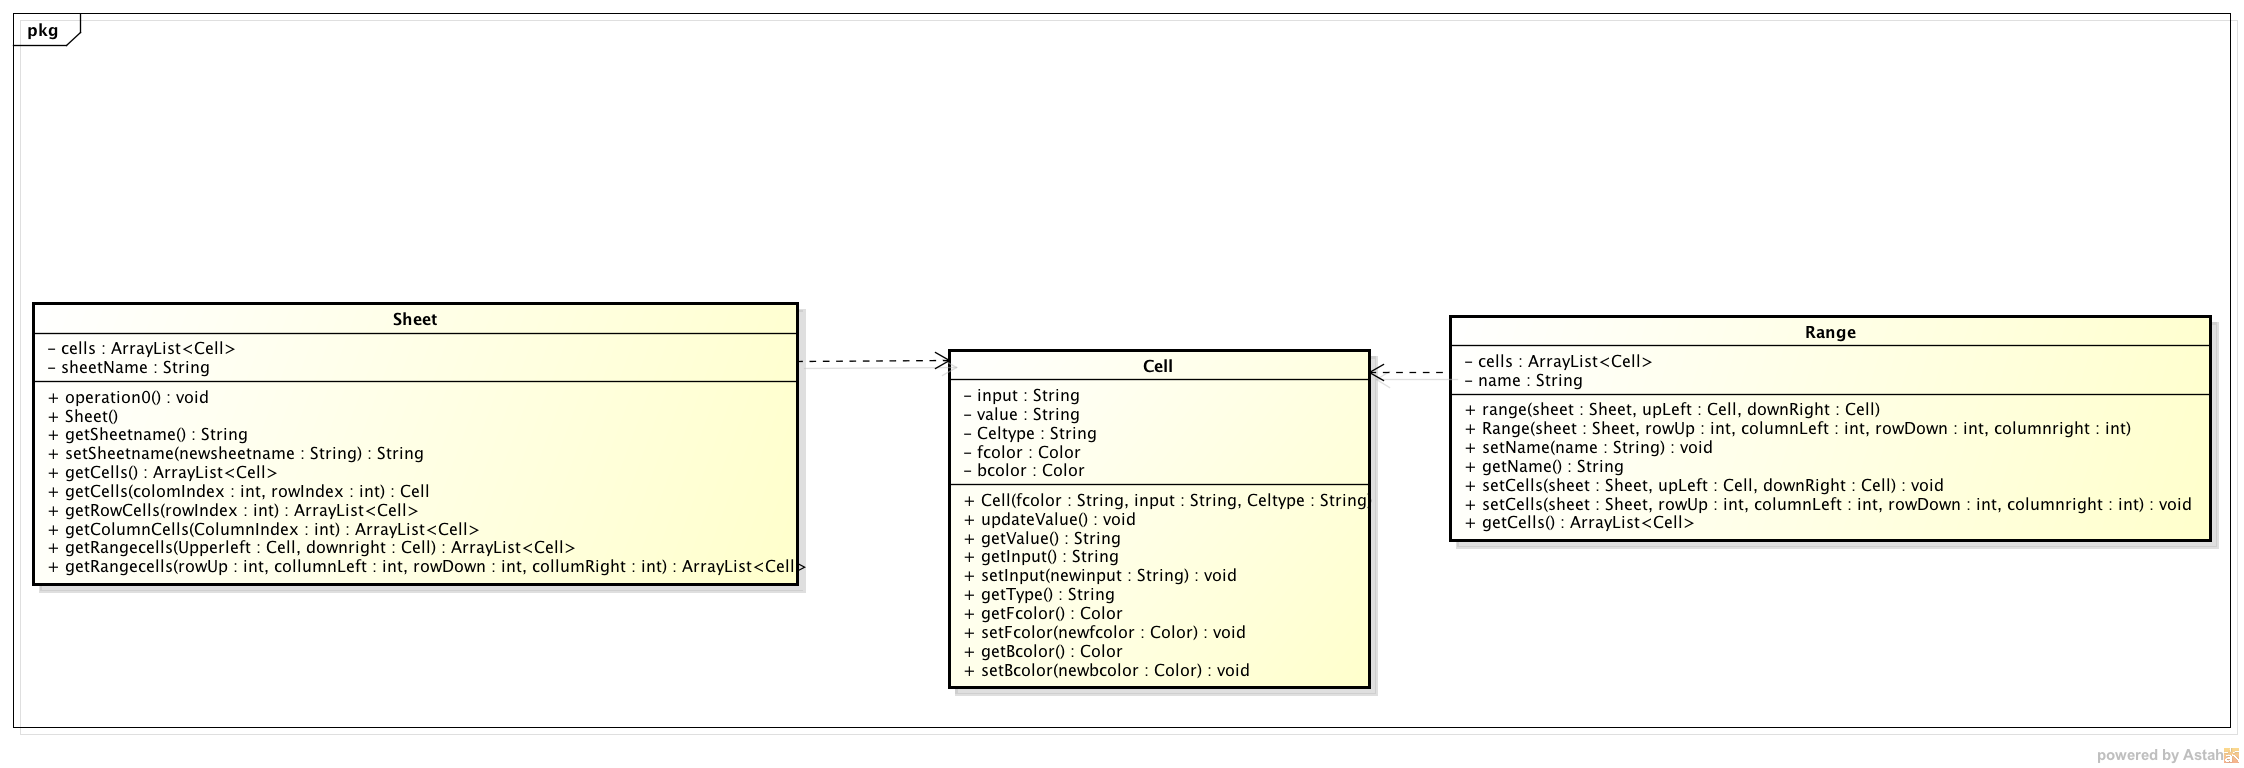 pkg
Sheet
– cells : ArrayList<Cell>
– sheetName : String
+ operation0() : void
+ Sheet()
+ getSheetname() : String
+ setSheetname(newsheetname : String) : String
+ getCells() : ArrayList<Cell>
+ getCells(colomIndex : int, rowIndex : int) : Cell
+ getRowCells(rowIndex : int) : ArrayList<Cell>
+ getColumnCells(ColumnIndex : int) : ArrayList<Cell>
+ getRangecells(Upperleft : Cell, downright : Cell) : ArrayList<Cell>
+ getRangecells(rowUp : int, collumnLeft : int, rowDown : int, collumRight : int) : ArrayList<Cell>
Cell
– input : String
– value : String
– Celtype : String
– fcolor : Color
– bcolor : Color
+ Cell(fcolor : String, input : String, Celtype : String)
+ updateValue() : void
+ getValue() : String
+ getInput() : String
+ setInput(newinput : String) : void
+ getType() : String
+ getFcolor() : Color
+ setFcolor(newfcolor : Color) : void
+ getBcolor() : Color
+ setBcolor(newbcolor : Color) : void
Range
– cells : ArrayList<Cell>
– name : String
+ range(sheet : Sheet, upLeft : Cell, downRight : Cell)
+ Range(sheet : Sheet, rowUp : int, columnLeft : int, rowDown : int, columnright : int)
+ setName(name : String) : void
+ getName() : String
+ setCells(sheet : Sheet, upLeft : Cell, downRight : Cell) : void
+ setCells(sheet : Sheet, rowUp : int, columnLeft : int, rowDown : int, columnright : int) : void
+ getCells() : ArrayList<Cell>
powered by Astah